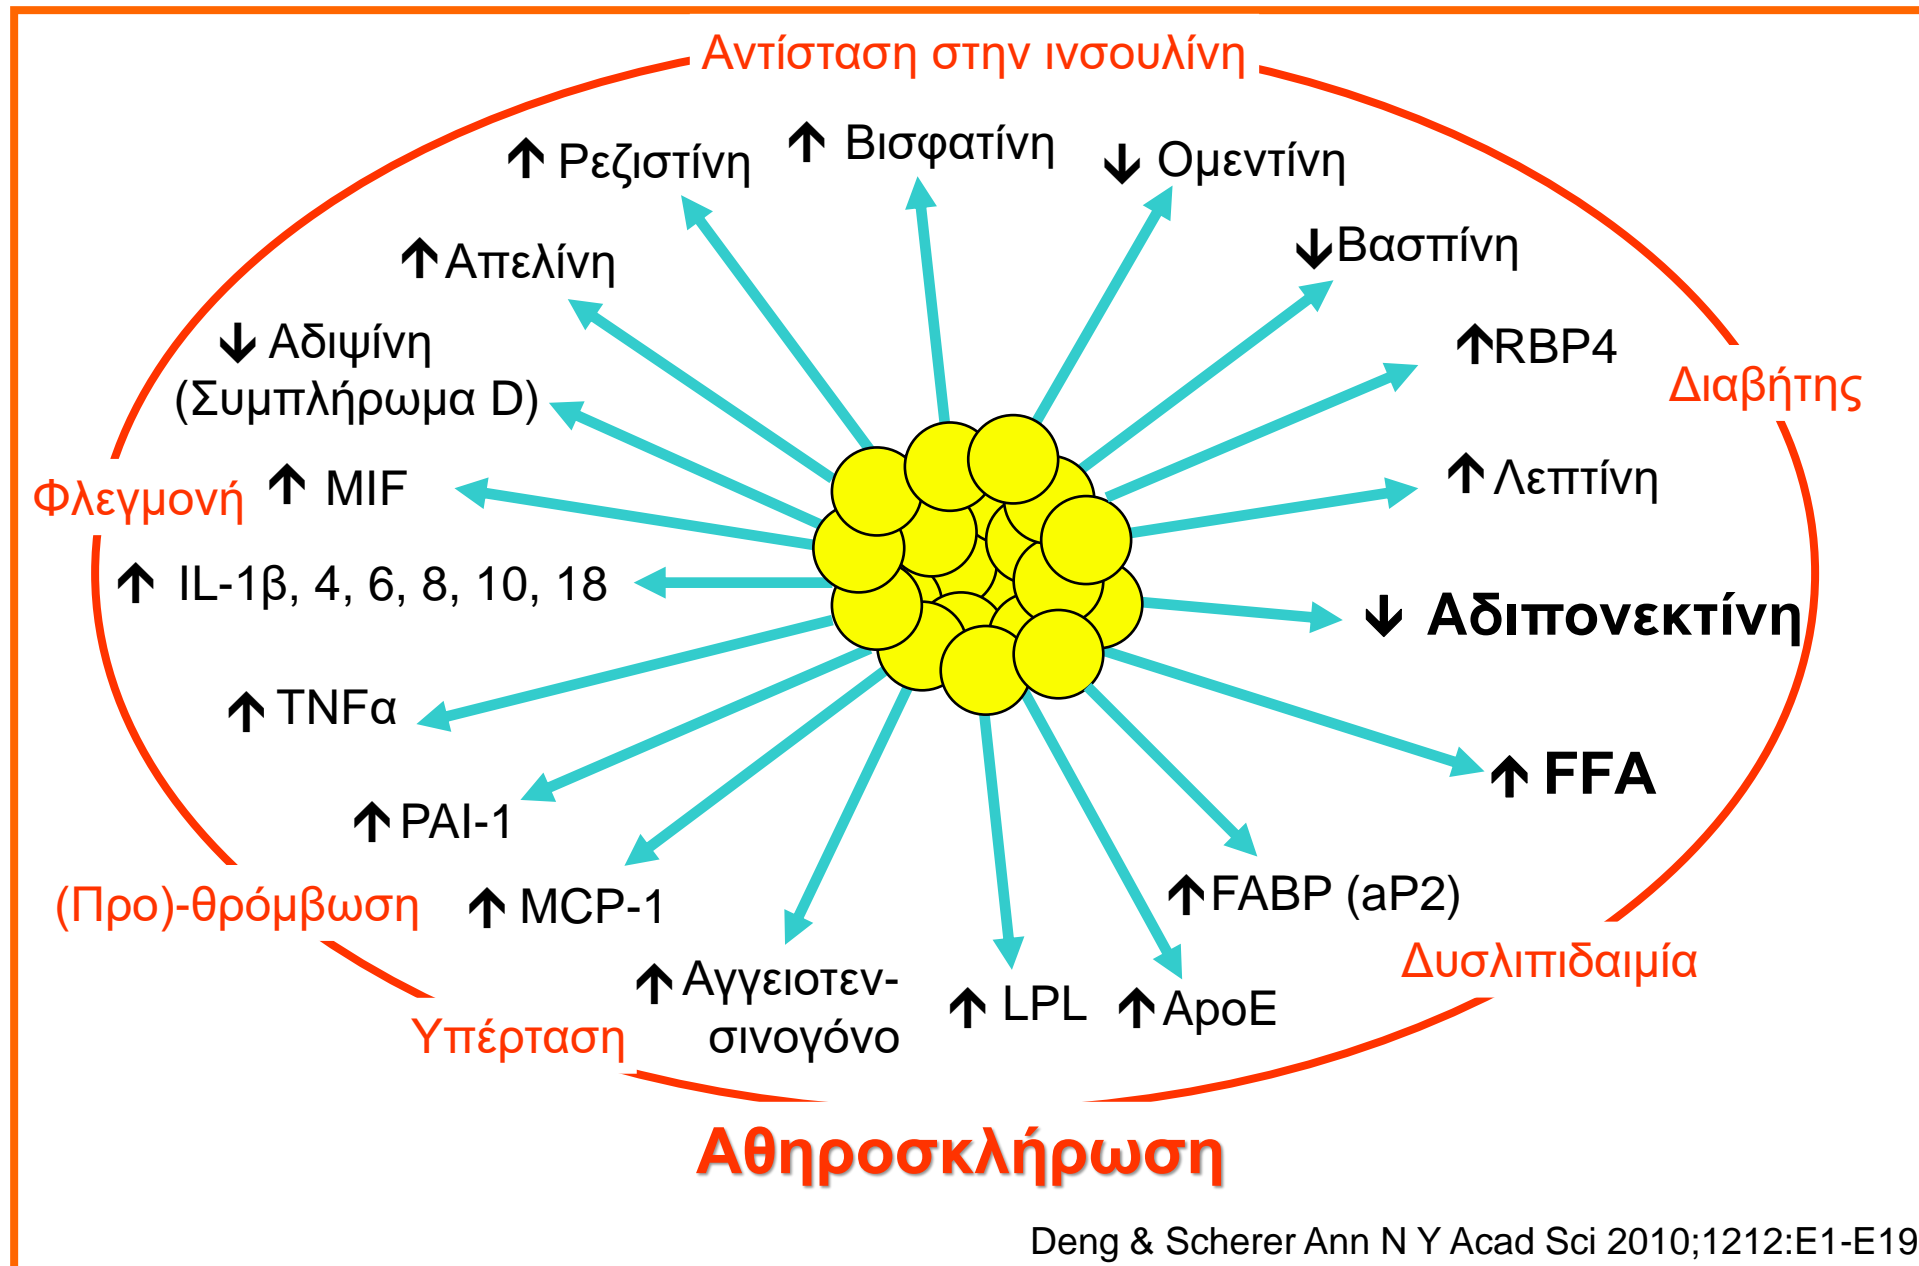 Αντίσταση στην ινσουλίνη
↑ Ρεζιστίνη
↑ Βισφατίνη
↓ Ομεντίνη
↑ Απελίνη
↓ Βασπίνη
↓ Αδιψίνη
(Συμπλήρωμα D)
↑ RBP4
Διαβήτης
Φλεγμονή
↑ MIF
↑ Λεπτίνη
↑ IL-1β, 4, 6, 8, 10, 18
↓ Αδιπονεκτίνη
↑ TNFα
↑ FFA
↑ PAI-1
(Προ)-θρόμβωση
↑ MCP-1
↑ FABP (aP2)
Δυσλιπιδαιμία
↑ Αγγειοτεν-
σινογόνο
↑ LPL
↑ ApoE
Υπέρταση
Αθηροσκλήρωση
Deng & Scherer Ann N Y Acad Sci 2010;1212:E1-E19